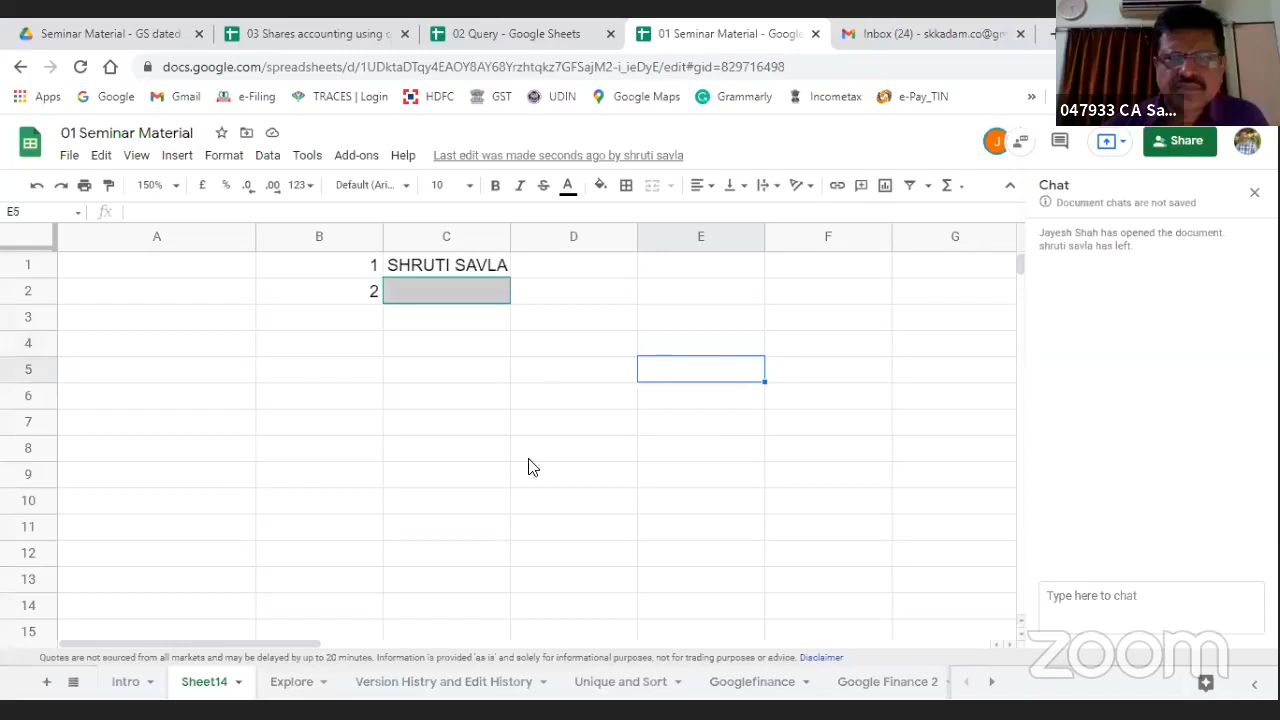 Seminar Material - GS dated
03 Shares accounting using
02 Query - Google Sheets
01 Seminar Material - Google
Inbox (24) - skkadam.co@gm
docs.google.com/spreadsheets/d/
/edit#gid=829716498
Apps
Google
Gmail
e-Filing
TRACES | Login
HDFC
GST
UDIN
Google Maps
Grammarly
Incometax
e-Pay_TIN
»
047933 CA Sa...
01 Seminar Material
File Edit View Insert Format Data Tools Add-ons Help
Last edit was made seconds ago by shruti savla
J
Share
150%
£
%
.0
.00
123
Default (Ari...
10
B
I
S
A
Σ
E5
fx
Chat
Document chats are not saved
Jayesh Shah has opened the document.
shruti savla has left.
A B C D E F G
1 1 SHRUTI SAVLA
2 2
3
4
5
6
7
8
9
10
11
12
13
14
15
Type here to chat
zoom
Quotes are not sourced from all markets and may be delayed by up to 20 minutes. Information is provided 'as is' and solely for informational purposes, not for trading purposes or advice. Disclaimer
Intro
Sheet14
Explore
Version Histry and Edit History
Unique and Sort
Googlefinance
Google Finance 2